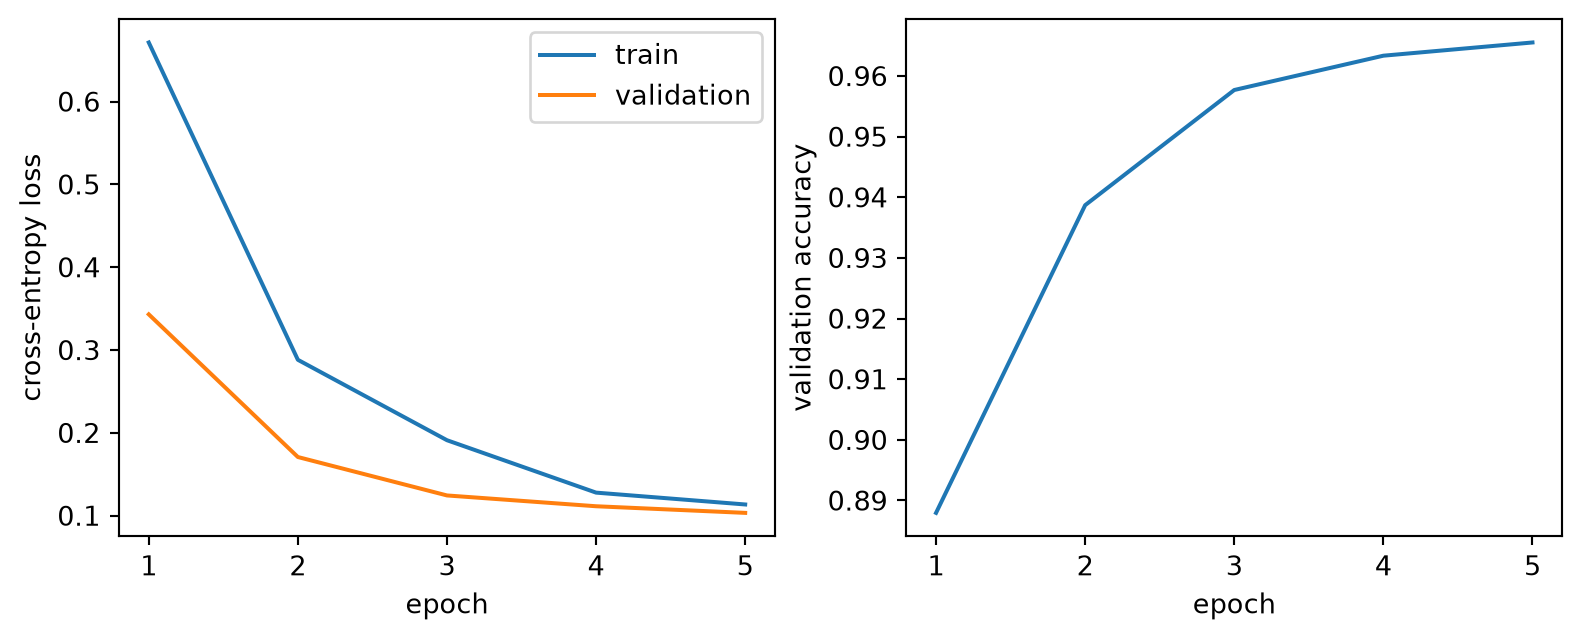 cross-entropy loss
0.6
0.5
0.4
0.3
0.2
0.1
1 2 3 4 5
epoch
train
validation
validation accuracy
0.96
0.95
0.94
0.93
0.92
0.91
0.90
0.89
1 2 3 4 5
epoch